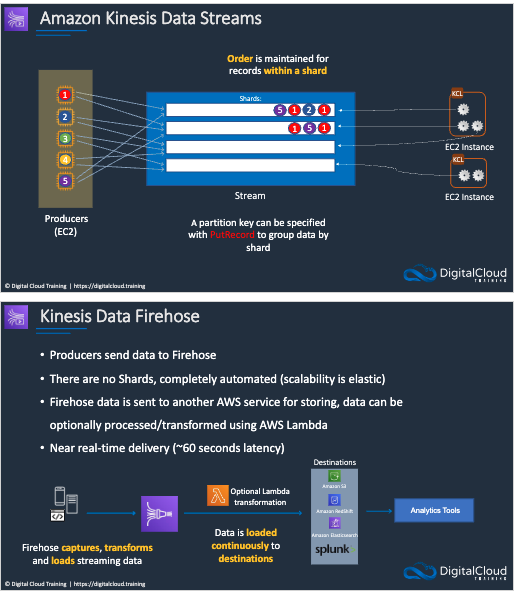 Amazon Kinesis Data Streams
Order is maintained for
records within a shard
Shards:
1
2
3
4
5
5 1 2 1
1 5 1
KCL
EC2 Instance
KCL
EC2 Instance
Stream
Producers
(EC2)
A partition key can be specified
with PutRecord to group data by
shard
© Digital Cloud Training | https://digitalcloud.training
DigitalCloud
TRAINING
Kinesis Data Firehose
• Producers send data to Firehose
• There are no Shards, completely automated (scalability is elastic)
• Firehose data is sent to another AWS service for storing, data can be
optionally processed/transformed using AWS Lambda
• Near real-time delivery (~60 seconds latency)
Destinations
Optional Lambda
transformation
Amazon S3
Amazon RedShift
Amazon Elasticsearch
splunk>
Analytics Tools
Firehose captures, transforms
and loads streaming data
Data is loaded
continuously to
destinations
© Digital Cloud Training | https://digitalcloud.training
DigitalCloud
TRAINING